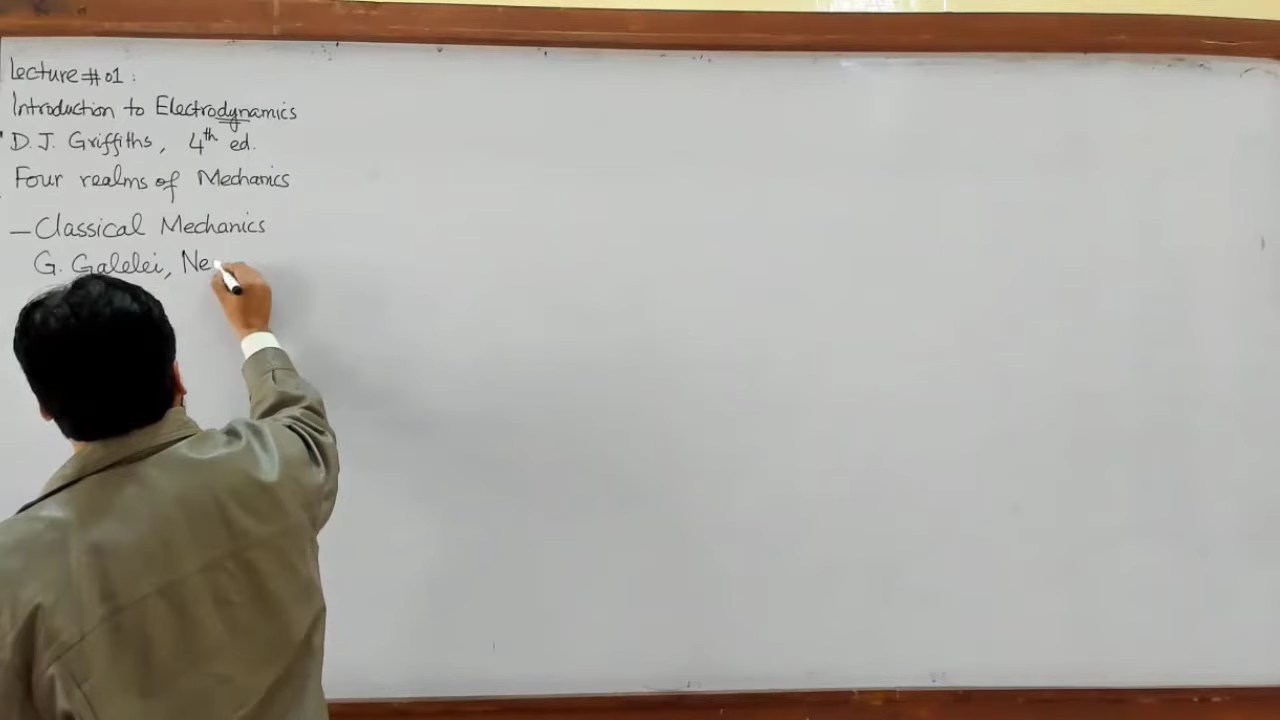 Lecture #01:
Introduction to Electrodynamics
D.J. Griffiths, 4th ed.
Four realms of Mechanics
— Classical Mechanics
G. Galelei, Ne